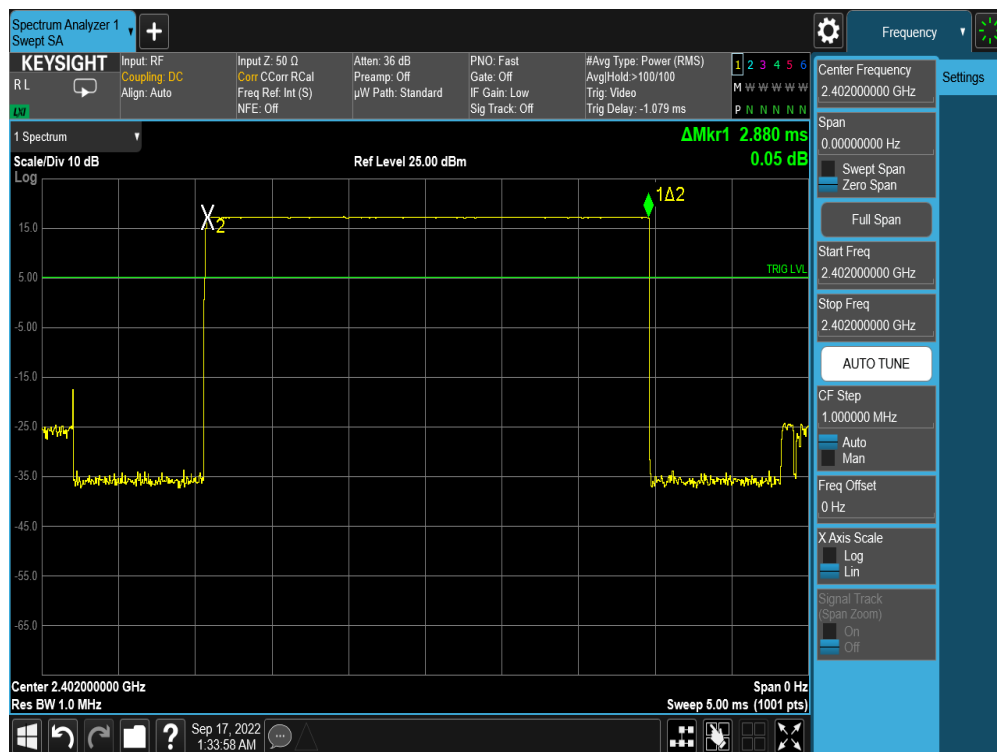 Spectrum Analyzer 1
Swept SA
Frequency
KEYSIGHT
R L
LXI
Input: RF
Coupling: DC
Align: Auto
Input Z: 50 Ω
Corr CCorr RCal
Freq Ref: Int (S)
NFE: Off
Atten: 36 dB
Preamp: Off
µW Path: Standard
PNO: Fast
Gate: Off
IF Gain: Low
Sig Track: Off
#Avg Type: Power (RMS)
Avg|Hold:>100/100
Trig: Video
Trig Delay: -1.079 ms
1 2 3 4 5 6
M W W W W W
P N N N N N
1 Spectrum
ΔMkr1 2.880 ms
0.05 dB
Scale/Div 10 dB
Ref Level 25.00 dBm
Log
15.0
5.00
-5.00
-15.0
-25.0
-35.0
-45.0
-55.0
-65.0
2
1Δ2
TRIG LVL
Center 2.402000000 GHz
Span 0 Hz
Res BW 1.0 MHz
Sweep 5.00 ms (1001 pts)
Center Frequency
2.402000000 GHz
Settings
Span
0.00000000 Hz
Swept Span
Zero Span
Full Span
Start Freq
2.402000000 GHz
Stop Freq
2.402000000 GHz
AUTO TUNE
CF Step
1.000000 MHz
Auto
Man
Freq Offset
0 Hz
X Axis Scale
Log
Lin
Signal Track
(Span Zoom)
On
Off
?
Sep 17, 2022
1:33:58 AM